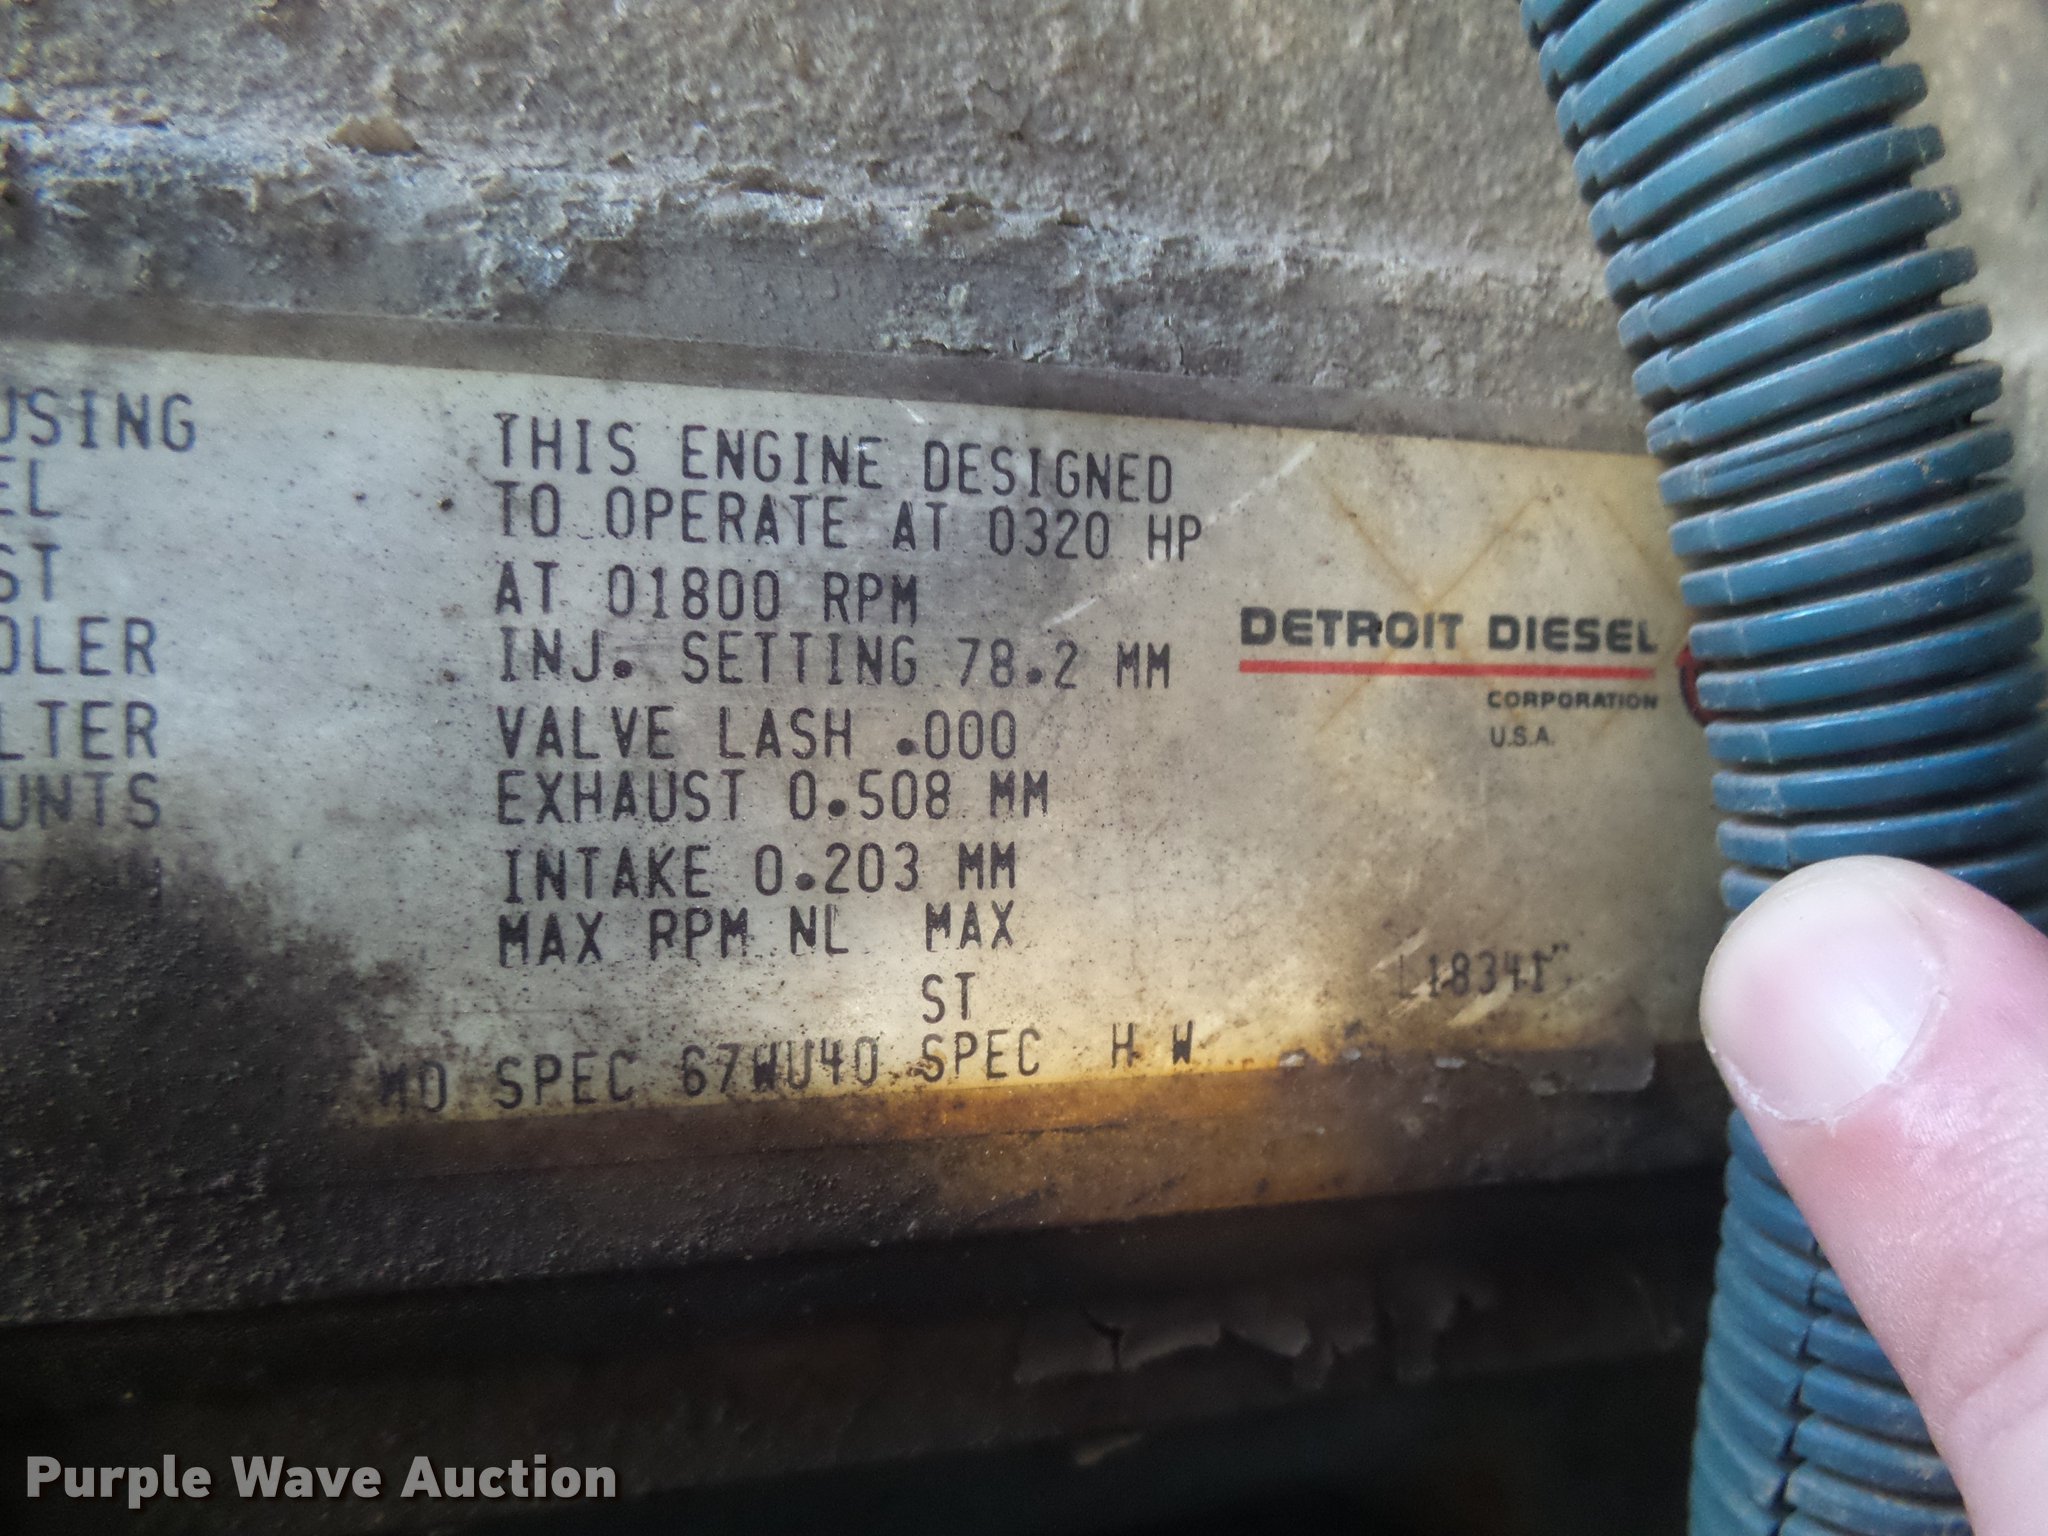 USING
EL
ST
OLER
LTER
UNTS
THIS ENGINE DESIGNED
TO OPERATE AT 0320 HP
AT 01800 RPM
INJ. SETTING 78.2 MM
VALVE LASH .000
EXHAUST 0.508 MM
INTAKE 0.203 MM
MAX RPM NL MAX
ST
MO SPEC 67WU40 SPEC H W
DETROIT DIESEL
CORPORATION
U.S.A.
L18341"
Purple Wave Auction